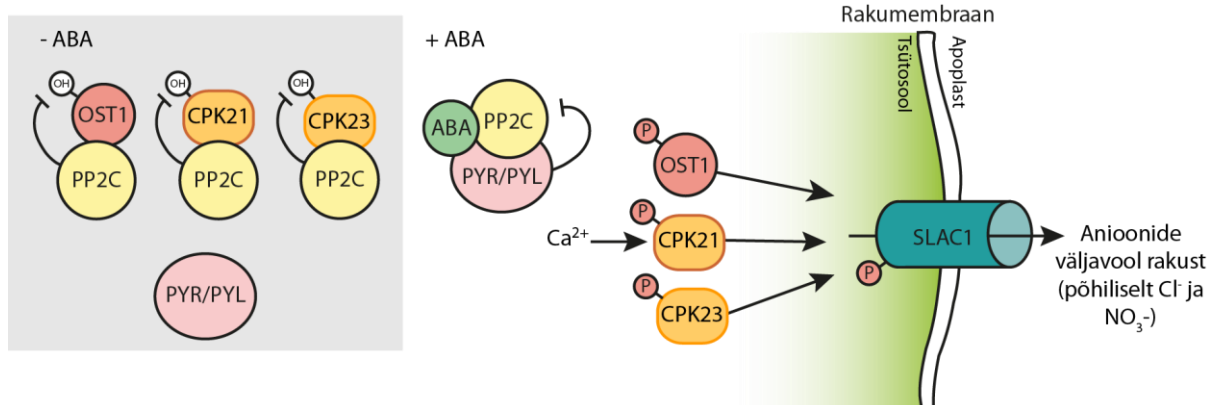 - ABA
OH
OST1
PP2C
OH
CPK21
PP2C
OH
CPK23
PP2C
PYR/PYL
+ ABA
ABA
PP2C
PYR/PYL
P
OST1
Ca²⁺
P
CPK21
P
CPK23
Rakumembraan
Tsütosool
Apoplast
SLAC1
P
Anioonide
väljavool rakust
(põhiliselt Cl⁻ ja
NO₃-)